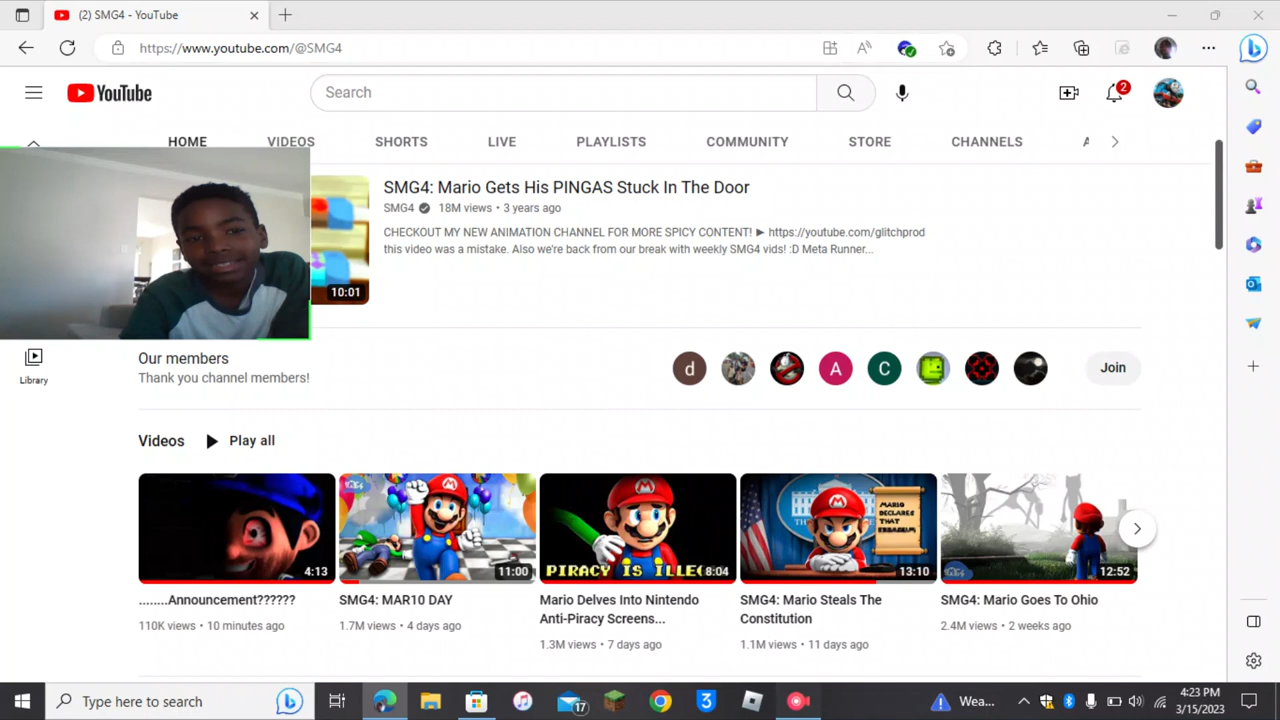 (2) SMG4 - YouTube
https://www.youtube.com/@SMG4
YouTube
Search
2
HOME VIDEOS SHORTS LIVE PLAYLISTS COMMUNITY STORE CHANNELS
SMG4: Mario Gets His PINGAS Stuck In The Door
SMG4 18M views • 3 years ago
CHECKOUT MY NEW ANIMATION CHANNEL FOR MORE SPICY CONTENT! ► https://youtube.com/glitchprod
this video was a mistake. Also we're back from our break with weekly SMG4 vids! :D Meta Runner...
10:01
Library
Our members
Thank you channel members!
d
A
C
Join
Videos Play all
4:13
11:00
PIRACY IS ILLE
8:04
MARIO
DECLARES
THAT
13:10
12:52
........Announcement??????
110K views • 10 minutes ago
SMG4: MAR10 DAY
1.7M views • 4 days ago
Mario Delves Into Nintendo
Anti-Piracy Screens...
1.3M views • 7 days ago
SMG4: Mario Steals The
Constitution
1.1M views • 11 days ago
SMG4: Mario Goes To Ohio
2.4M views • 2 weeks ago
Type here to search
17
3
Wea...
4:23 PM
3/15/2023